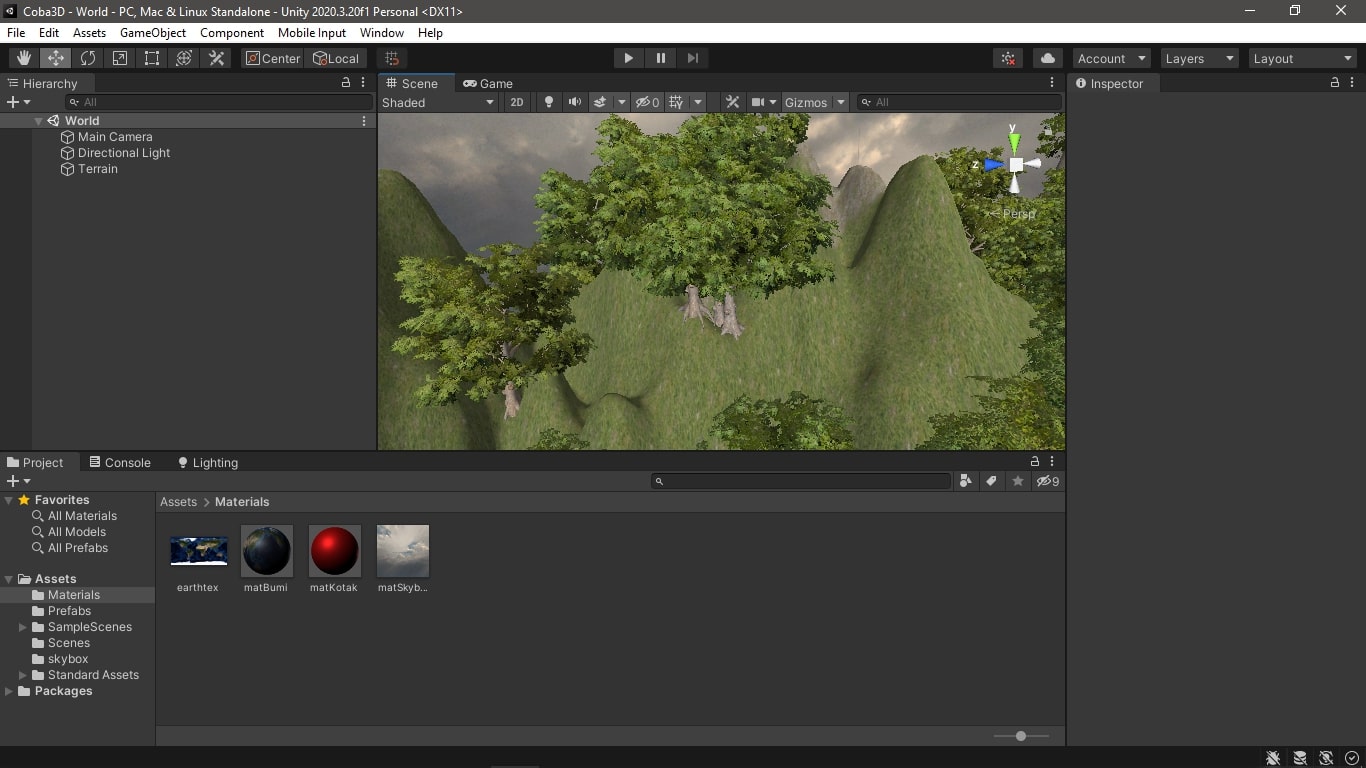 Coba3D - World - PC, Mac & Linux Standalone - Unity 2020.3.20f1 Personal <DX11>
File Edit Assets GameObject Component Mobile Input Window Help
Center Local Account Layers Layout
Hierarchy
All
World
Main Camera
Directional Light
Terrain
Scene Game
Shaded 2D 0 Gizmos All
y
z
Persp
Inspector
Project Console Lighting
9
Favorites
All Materials
All Models
All Prefabs
Assets
Materials
Prefabs
SampleScenes
Scenes
skybox
Standard Assets
Packages
Assets > Materials
earthtex matBumi matKotak matSkyb...